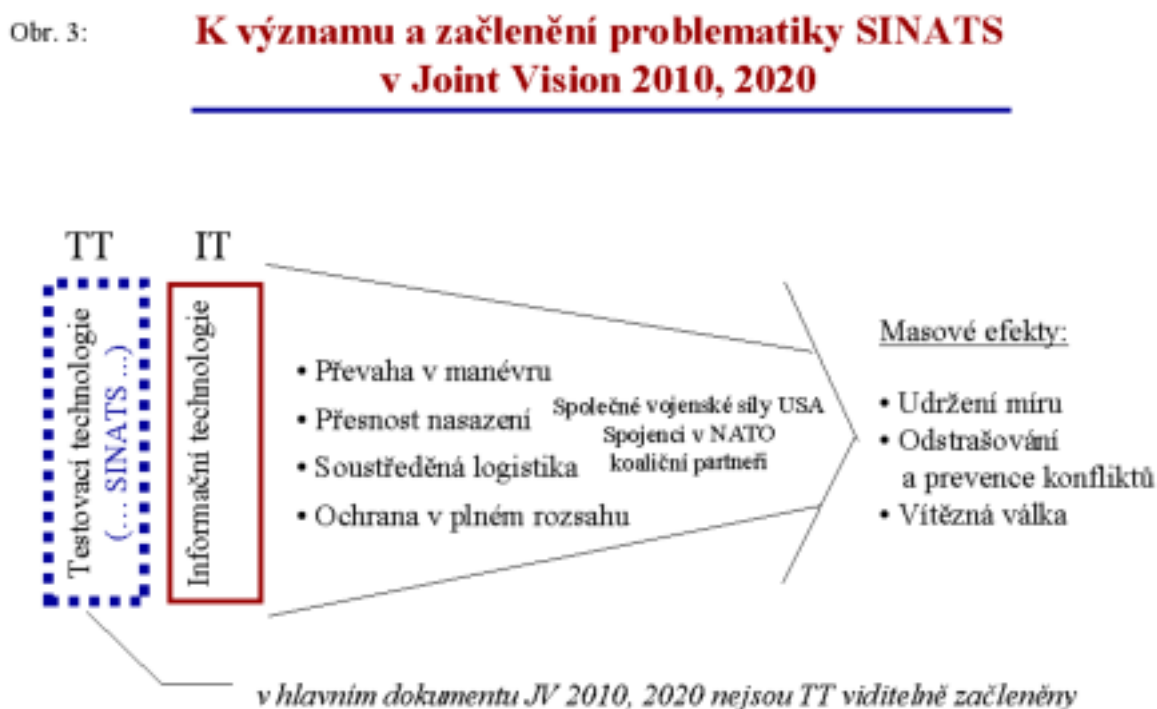 Obr. 3:
K významu a začlenění problematiky SINATS
v Joint Vision 2010, 2020
TT
IT
Testovací technologie
(... SINATS ...)
Informační technologie
• Převaha v manévru
• Přesnost nasazení
• Soustředěná logistika
• Ochrana v plném rozsahu
Společné vojenské síly USA
Spojenci v NATO
koaliční partneři
Masové efekty:
• Udržení míru
• Odstrašování
a prevence konfliktů
• Vítězná válka
v hlavním dokumentu JV 2010, 2020 nejsou TT viditelně začleněny